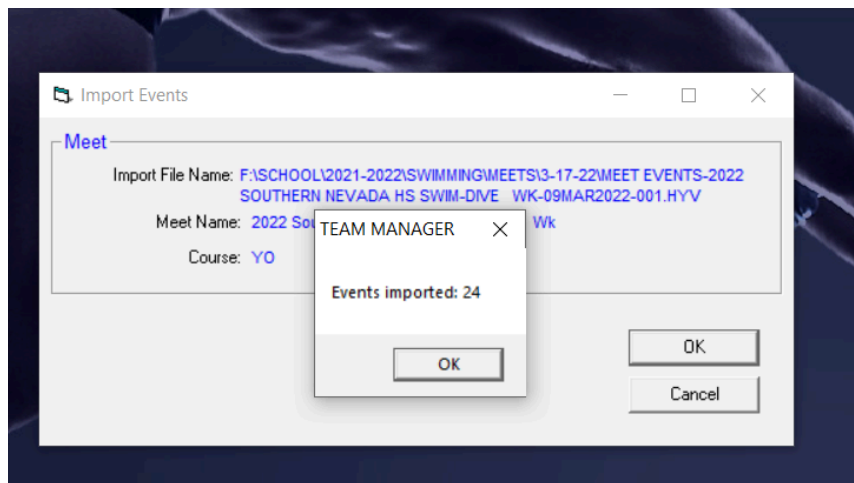 Import Events
Meet
Import File Name: F:\SCHOOL\2021-2022\SWIMMING\MEETS\3-17-22\MEET EVENTS-2022
SOUTHERN NEVADA HS SWIM-DIVE WK-09MAR2022-001.HYV
Meet Name: 2022 Sou Wk
TEAM MANAGER
Course: YO
Events imported: 24
OK
OK
Cancel